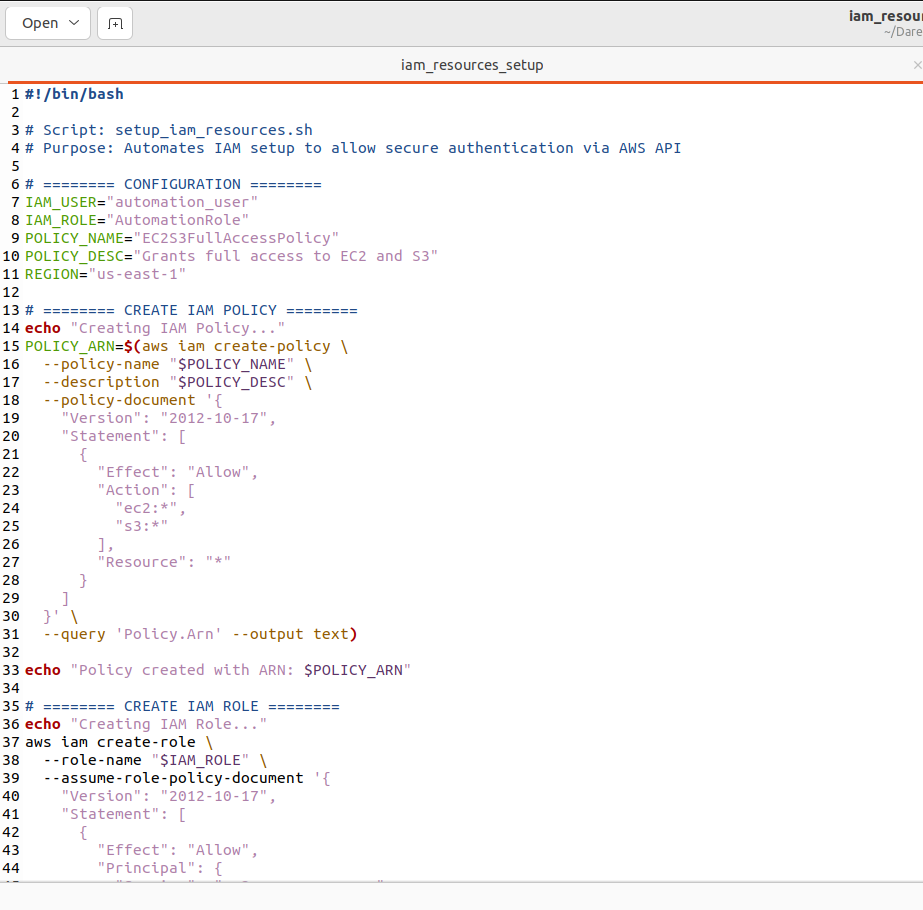 Open
iam_resou
~/Dare
iam_resources_setup
1 #!/bin/bash
2
3 # Script: setup_iam_resources.sh
4 # Purpose: Automates IAM setup to allow secure authentication via AWS API
5
6 # ======== CONFIGURATION ========
7 IAM_USER="automation_user"
8 IAM_ROLE="AutomationRole"
9 POLICY_NAME="EC2S3FullAccessPolicy"
10 POLICY_DESC="Grants full access to EC2 and S3"
11 REGION="us-east-1"
12
13 # ======== CREATE IAM POLICY ========
14 echo "Creating IAM Policy..."
15 POLICY_ARN=$(aws iam create-policy \
16   --policy-name "$POLICY_NAME" \
17   --description "$POLICY_DESC" \
18   --policy-document '{
19     "Version": "2012-10-17",
20     "Statement": [
21       {
22         "Effect": "Allow",
23         "Action": [
24           "ec2:*",
25           "s3:*"
26         ],
27         "Resource": "*"
28       }
29     ]
30   }' \
31   --query 'Policy.Arn' --output text)
32
33 echo "Policy created with ARN: $POLICY_ARN"
34
35 # ======== CREATE IAM ROLE ========
36 echo "Creating IAM Role..."
37 aws iam create-role \
38   --role-name "$IAM_ROLE" \
39   --assume-role-policy-document '{
40     "Version": "2012-10-17",
41     "Statement": [
42       {
43         "Effect": "Allow",
44         "Principal": {